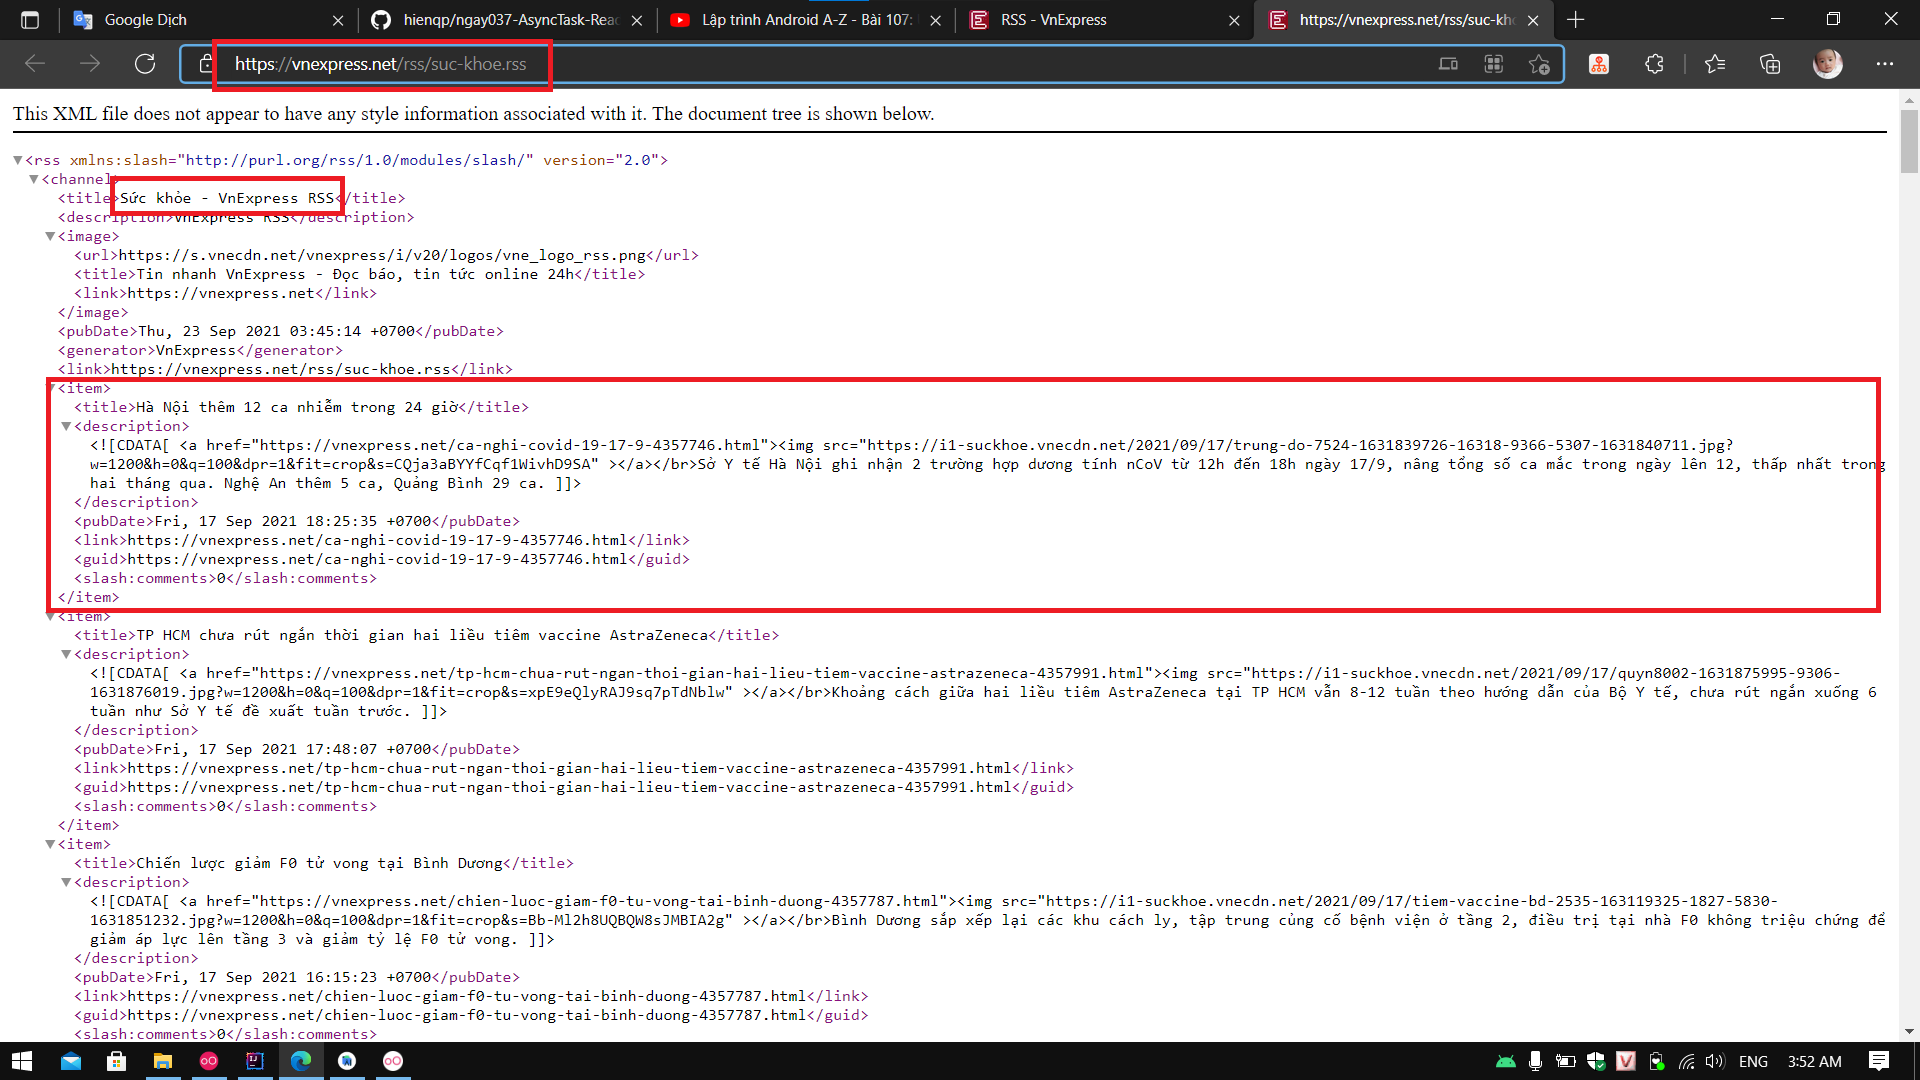 Google Dịch
hienqp/ngay037-AsyncTask-Rea
Lập trình Android A-Z - Bài 107:
RSS - VnExpress
https://vnexpress.net/rss/suc-kh
https://vnexpress.net/rss/suc-khoe.rss
This XML file does not appear to have any style information associated with it. The document tree is shown below.
<rss xmlns:slash="http://purl.org/rss/1.0/modules/slash/" version="2.0">
<channel
<title>Sức khỏe - VnExpress RSS</title>
<description>VnExpress RSS</description>
<image>
<url>https://s.vnecdn.net/vnexpress/i/v20/logos/vne_logo_rss.png</url>
<title>Tin nhanh VnExpress - Đọc báo, tin tức online 24h</title>
<link>https://vnexpress.net</link>
</image>
<pubDate>Thu, 23 Sep 2021 03:45:14 +0700</pubDate>
<generator>VnExpress</generator>
<link>https://vnexpress.net/rss/suc-khoe.rss</link>
<item>
<title>Hà Nội thêm 12 ca nhiễm trong 24 giờ</title>
<description>
<![CDATA[ <a href="https://vnexpress.net/ca-nghi-covid-19-17-9-4357746.html"><img src="https://i1-suckhoe.vnecdn.net/2021/09/17/trung-do-7524-1631839726-16318-9366-5307-1631840711.jpg?
w=1200&h=0&q=100&dpr=1&fit=crop&s=CQja3aBYYfCqf1WivhD9SA" ></a></br>Sở Y tế Hà Nội ghi nhận 2 trường hợp dương tính nCoV từ 12h đến 18h ngày 17/9, nâng tổng số ca mắc trong ngày lên 12, thấp nhất trong
hai tháng qua. Nghệ An thêm 5 ca, Quảng Bình 29 ca. ]]>
</description>
<pubDate>Fri, 17 Sep 2021 18:25:35 +0700</pubDate>
<link>https://vnexpress.net/ca-nghi-covid-19-17-9-4357746.html</link>
<guid>https://vnexpress.net/ca-nghi-covid-19-17-9-4357746.html</guid>
<slash:comments>0</slash:comments>
</item>
<item>
<title>TP HCM chưa rút ngắn thời gian hai liều tiêm vaccine AstraZeneca</title>
<description>
<![CDATA[ <a href="https://vnexpress.net/tp-hcm-chua-rut-ngan-thoi-gian-hai-lieu-tiem-vaccine-astrazeneca-4357991.html"><img src="https://i1-suckhoe.vnecdn.net/2021/09/17/quyn8002-1631875995-9306-
1631876019.jpg?w=1200&h=0&q=100&dpr=1&fit=crop&s=xpE9eQlyRAJ9sq7pTdNblw" ></a></br>Khoảng cách giữa hai liều tiêm AstraZeneca tại TP HCM vẫn 8-12 tuần theo hướng dẫn của Bộ Y tế, chưa rút ngắn xuống 6
tuần như Sở Y tế đề xuất tuần trước. ]]>
</description>
<pubDate>Fri, 17 Sep 2021 17:48:07 +0700</pubDate>
<link>https://vnexpress.net/tp-hcm-chua-rut-ngan-thoi-gian-hai-lieu-tiem-vaccine-astrazeneca-4357991.html</link>
<guid>https://vnexpress.net/tp-hcm-chua-rut-ngan-thoi-gian-hai-lieu-tiem-vaccine-astrazeneca-4357991.html</guid>
<slash:comments>0</slash:comments>
</item>
<item>
<title>Chiến lược giảm F0 tử vong tại Bình Dương</title>
<description>
<![CDATA[ <a href="https://vnexpress.net/chien-luoc-giam-f0-tu-vong-tai-binh-duong-4357787.html"><img src="https://i1-suckhoe.vnecdn.net/2021/09/17/tiem-vaccine-bd-2535-163119325-1827-5830-
1631851232.jpg?w=1200&h=0&q=100&dpr=1&fit=crop&s=Bb-Ml2h8UQBQW8sJMBIA2g" ></a></br>Bình Dương sắp xếp lại các khu cách ly, tập trung củng cố bệnh viện ở tầng 2, điều trị tại nhà F0 không triệu chứng để
giảm áp lực lên tầng 3 và giảm tỷ lệ F0 tử vong. ]]>
</description>
<pubDate>Fri, 17 Sep 2021 16:15:23 +0700</pubDate>
<link>https://vnexpress.net/chien-luoc-giam-f0-tu-vong-tai-binh-duong-4357787.html</link>
<guid>https://vnexpress.net/chien-luoc-giam-f0-tu-vong-tai-binh-duong-4357787.html</guid>
<slash:comments>0</slash:comments>
ENG
3:52 AM